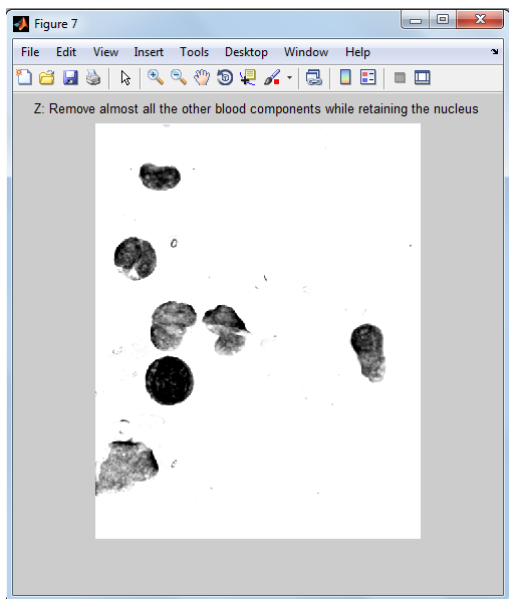 Figure 7
File Edit View Insert Tools Desktop Window Help
Z: Remove almost all the other blood components while retaining the nucleus